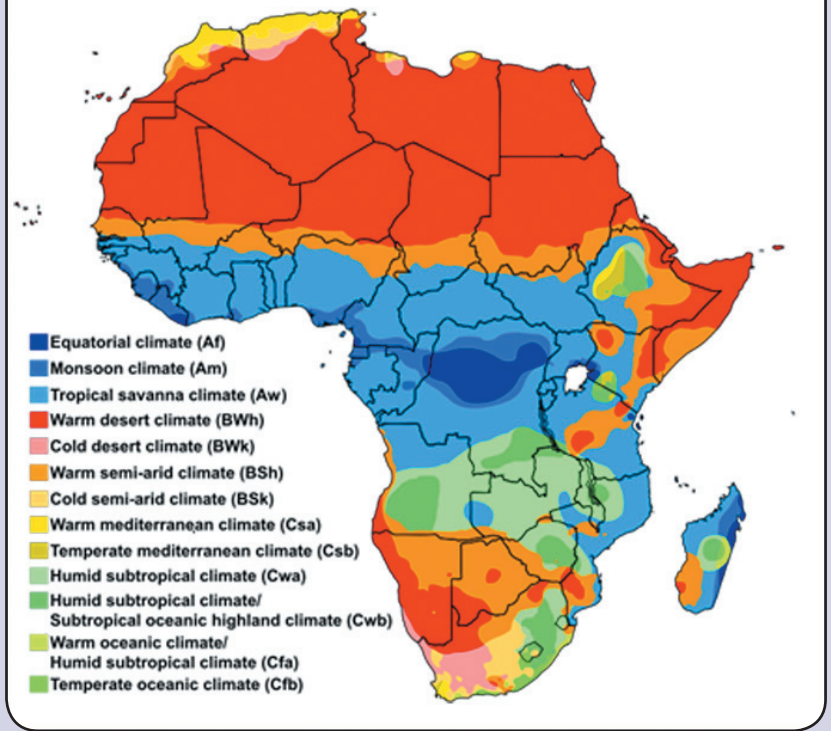 Equatorial climate (Af)
Monsoon climate (Am)
Tropical savanna climate (Aw)
Warm desert climate (BWh)
Cold desert climate (BWk)
Warm semi-arid climate (BSh)
Cold semi-arid climate (BSk)
Warm mediterranean climate (Csa)
Temperate mediterranean climate (Csb)
Humid subtropical climate (Cwa)
Humid subtropical climate/
Subtropical oceanic highland climate (Cwb)
Warm oceanic climate/
Humid subtropical climate (Cfa)
Temperate oceanic climate (Cfb)